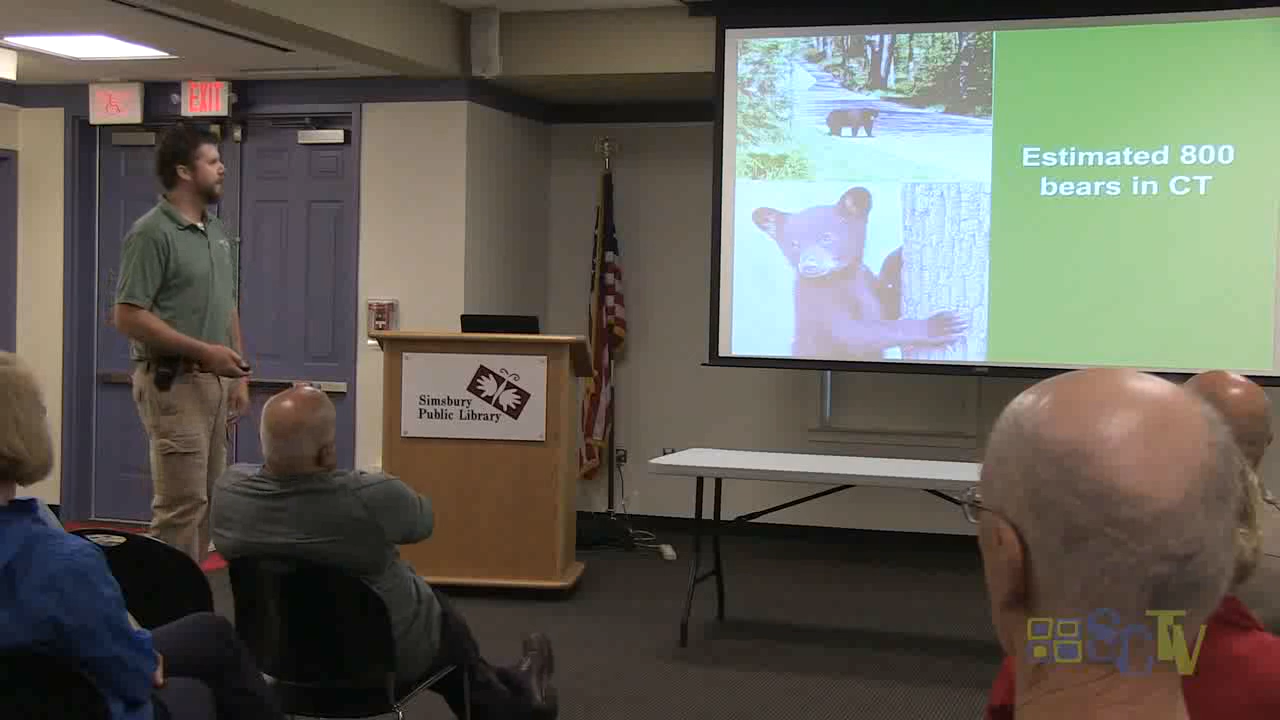 EXIT
Estimated 800
bears in CT
Simsbury
Public Library
SCTV